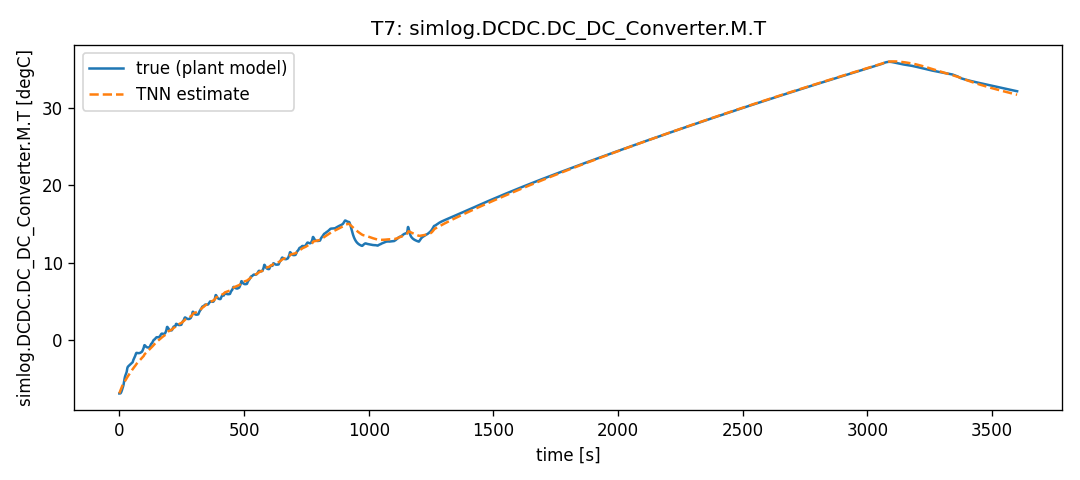 T7: simlog.DCDC.DC_DC_Converter.M.T
true (plant model)
TNN estimate
simlog.DCDC.DC_DC_Converter.M.T [degC]
30
20
10
0
0
500
1000
1500
2000
2500
3000
3500
time [s]